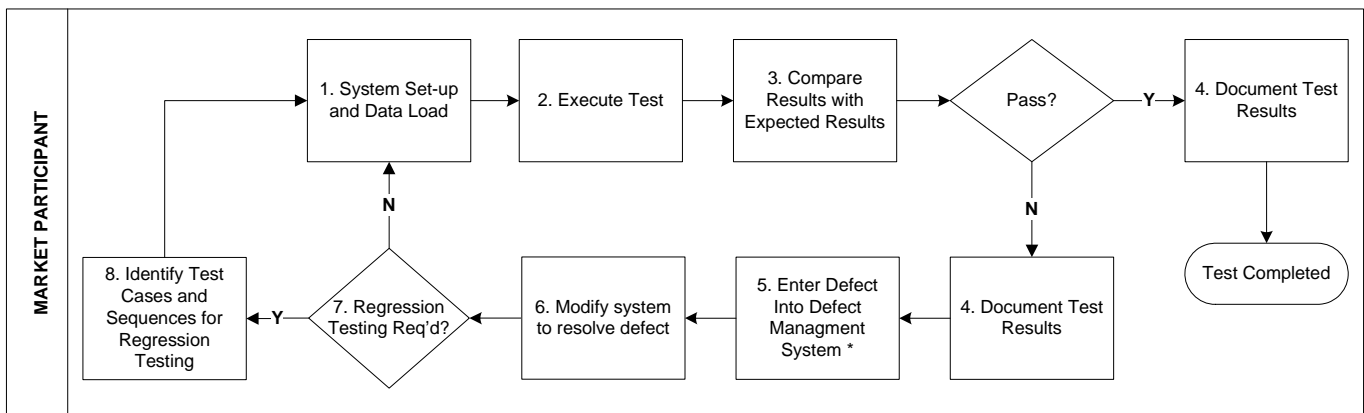 MARKET PARTICIPANT
1. System Set-up
and Data Load
2. Execute Test
3. Compare
Results with
Expected Results
Pass?
Y
4. Document Test
Results
N
N
Test Completed
8. Identify Test
Cases and
Sequences for
Regression
Testing
Y
7. Regression
Testing Req'd?
6. Modify system
to resolve defect
5. Enter Defect
Into Defect
Managment
System *
4. Document Test
Results